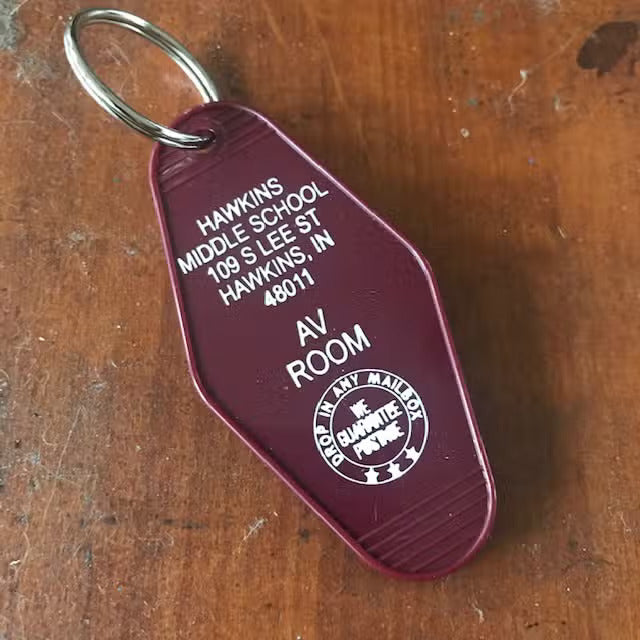 HAWKINS
MIDDLE SCHOOL
109 S LEE ST
HAWKINS, IN
48011
AV
ROOM
DROP IN ANY MAILBOX
WE
GUARANTEE
POSTAGE